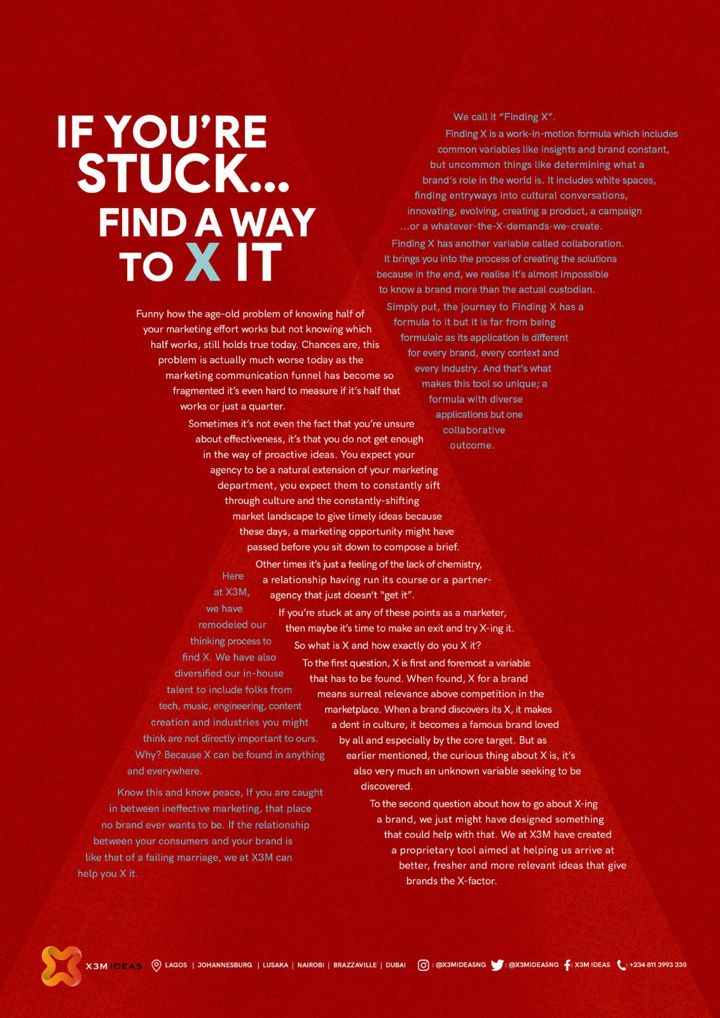 IF YOU'RE
STUCK...
FIND A WAY
TO X IT
Funny how the age-old problem of knowing half of
your marketing effort works but not knowing which
half works, still holds true today. Chances are, this
problem is actually much worse today as the
marketing communication funnel has become so
fragmented it's even hard to measure if it's half that
works or just a quarter.
Sometimes it's not even the fact that you're unsure
about effectiveness, it's that you do not get enough
in the way of proactive ideas. You expect your
agency to be a natural extension of your marketing
department, you expect them to constantly sift
through culture and the constantly-shifting
market landscape to give timely ideas because
these days, a marketing opportunity might have
passed before you sit down to compose a brief.
Other times it's just a feeling of the lack of chemistry,
a relationship having run its course or a partner-
agency that just doesn't "get it".
If you're stuck at any of these points as a marketer,
then maybe it's time to make an exit and try X-ing it.
So what is X and how exactly do you X it?
To the first question, X is first and foremost a variable
that has to be found. When found, X for a brand
means surreal relevance above competition in the
marketplace. When a brand discovers its X, it makes
a dent in culture, it becomes a famous brand loved
by all and especially by the core target. But as
earlier mentioned, the curious thing about X is, it's
also very much an unknown variable seeking to be
discovered.
To the second question about how to go about X-ing
a brand, we just might have designed something
that could help with that. We at X3M have created
a proprietary tool aimed at helping us arrive at
better, fresher and more relevant ideas that give
brands the X-factor.
We call it "Finding X".
Finding X is a work-in-motion formula which includes
common variables like insights and brand constant,
but uncommon things like determining what a
brand's role in the world is. It includes white spaces,
finding entryways into cultural conversations,
innovating, evolving, creating a product, a campaign
...or a whatever-the-X-demands-we-create.
Finding X has another variable called collaboration.
It brings you into the process of creating the solutions
because in the end, we realise it's almost impossible
to know a brand more than the actual custodian.
Simply put, the journey to Finding X has a
formula to it but it is far from being
formulaic as its application is different
for every brand, every context and
every industry. And that's what
makes this tool so unique; a
formula with diverse
applications but one
collaborative
outcome.
Here
at X3M,
we have
remodeled our
thinking process to
find X. We have also
diversified our in-house
talent to include folks from
tech, music, engineering, content
creation and industries you might
think are not directly important to ours.
Why? Because X can be found in anything
and everywhere.
Know this and know peace, If you are caught
in between ineffective marketing, that place
no brand ever wants to be. If the relationship
between your consumers and your brand is
like that of a failing marriage, we at X3M can
help you X it.
X3M IDEAS LAGOS | JOHANNESBURG | LUSAKA | NAIROBI | BRAZZAVILLE | DUBAI : @X3MIDEASNG : @X3MIDEASNG : X3M IDEAS : +234 811 3993 330